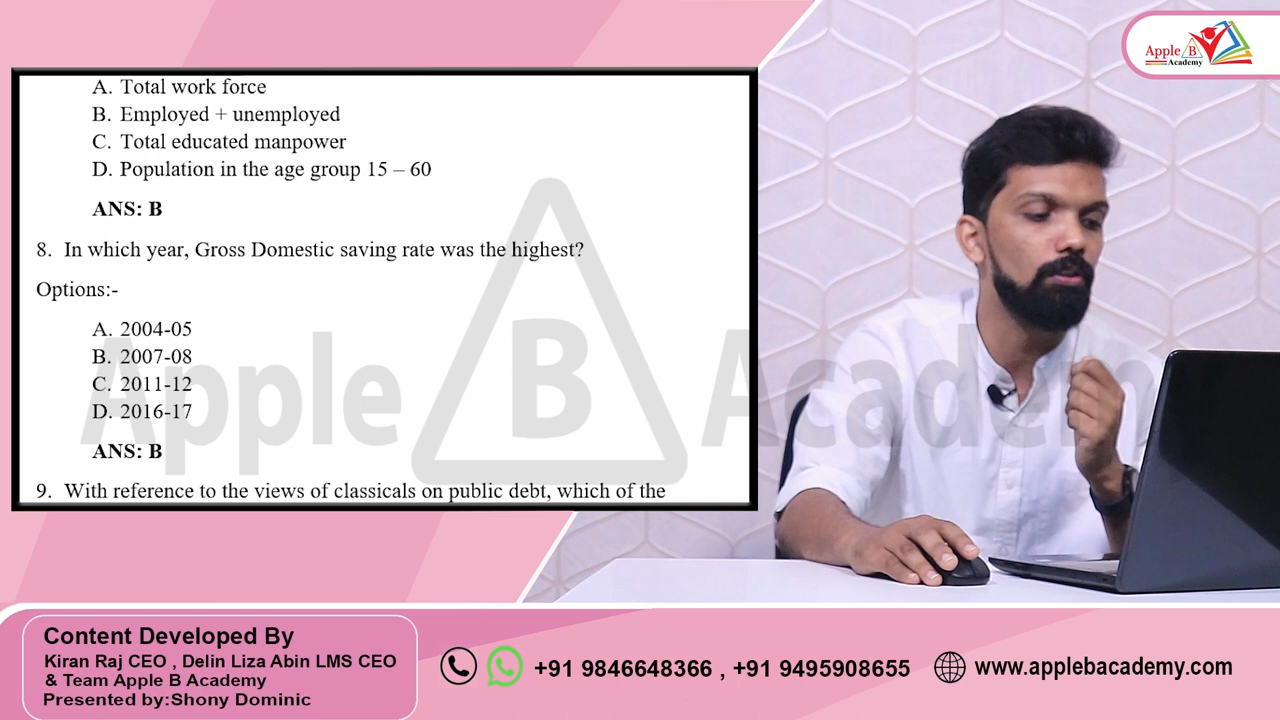 Apple B
Academy
A. Total work force
B. Employed + unemployed
C. Total educated manpower
D. Population in the age group 15 – 60
ANS: B
8. In which year, Gross Domestic saving rate was the highest?
Options:-
A. 2004-05
B. 2007-08
C. 2011-12
D. 2016-17
ANS: B
9. With reference to the views of classicals on public debt, which of the
Apple B Academy
Content Developed By
Kiran Raj CEO , Delin Liza Abin LMS CEO
& Team Apple B Academy
Presented by:Shony Dominic
+91 9846648366 , +91 9495908655
www.applebacademy.com